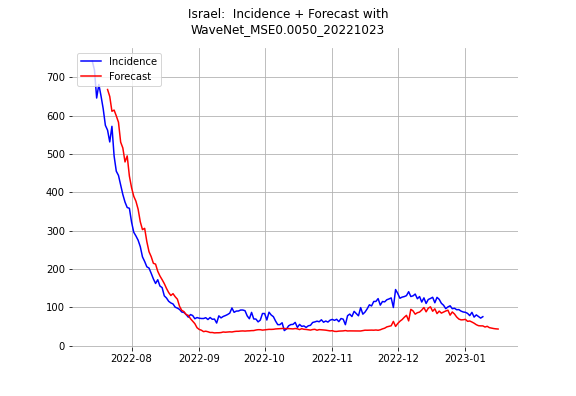 Israel:  Incidence + Forecast with
WaveNet_MSE0.0050_20221023
Incidence
Forecast
700
600
500
400
300
200
100
0
2022-08 2022-09 2022-10 2022-11 2022-12 2023-01